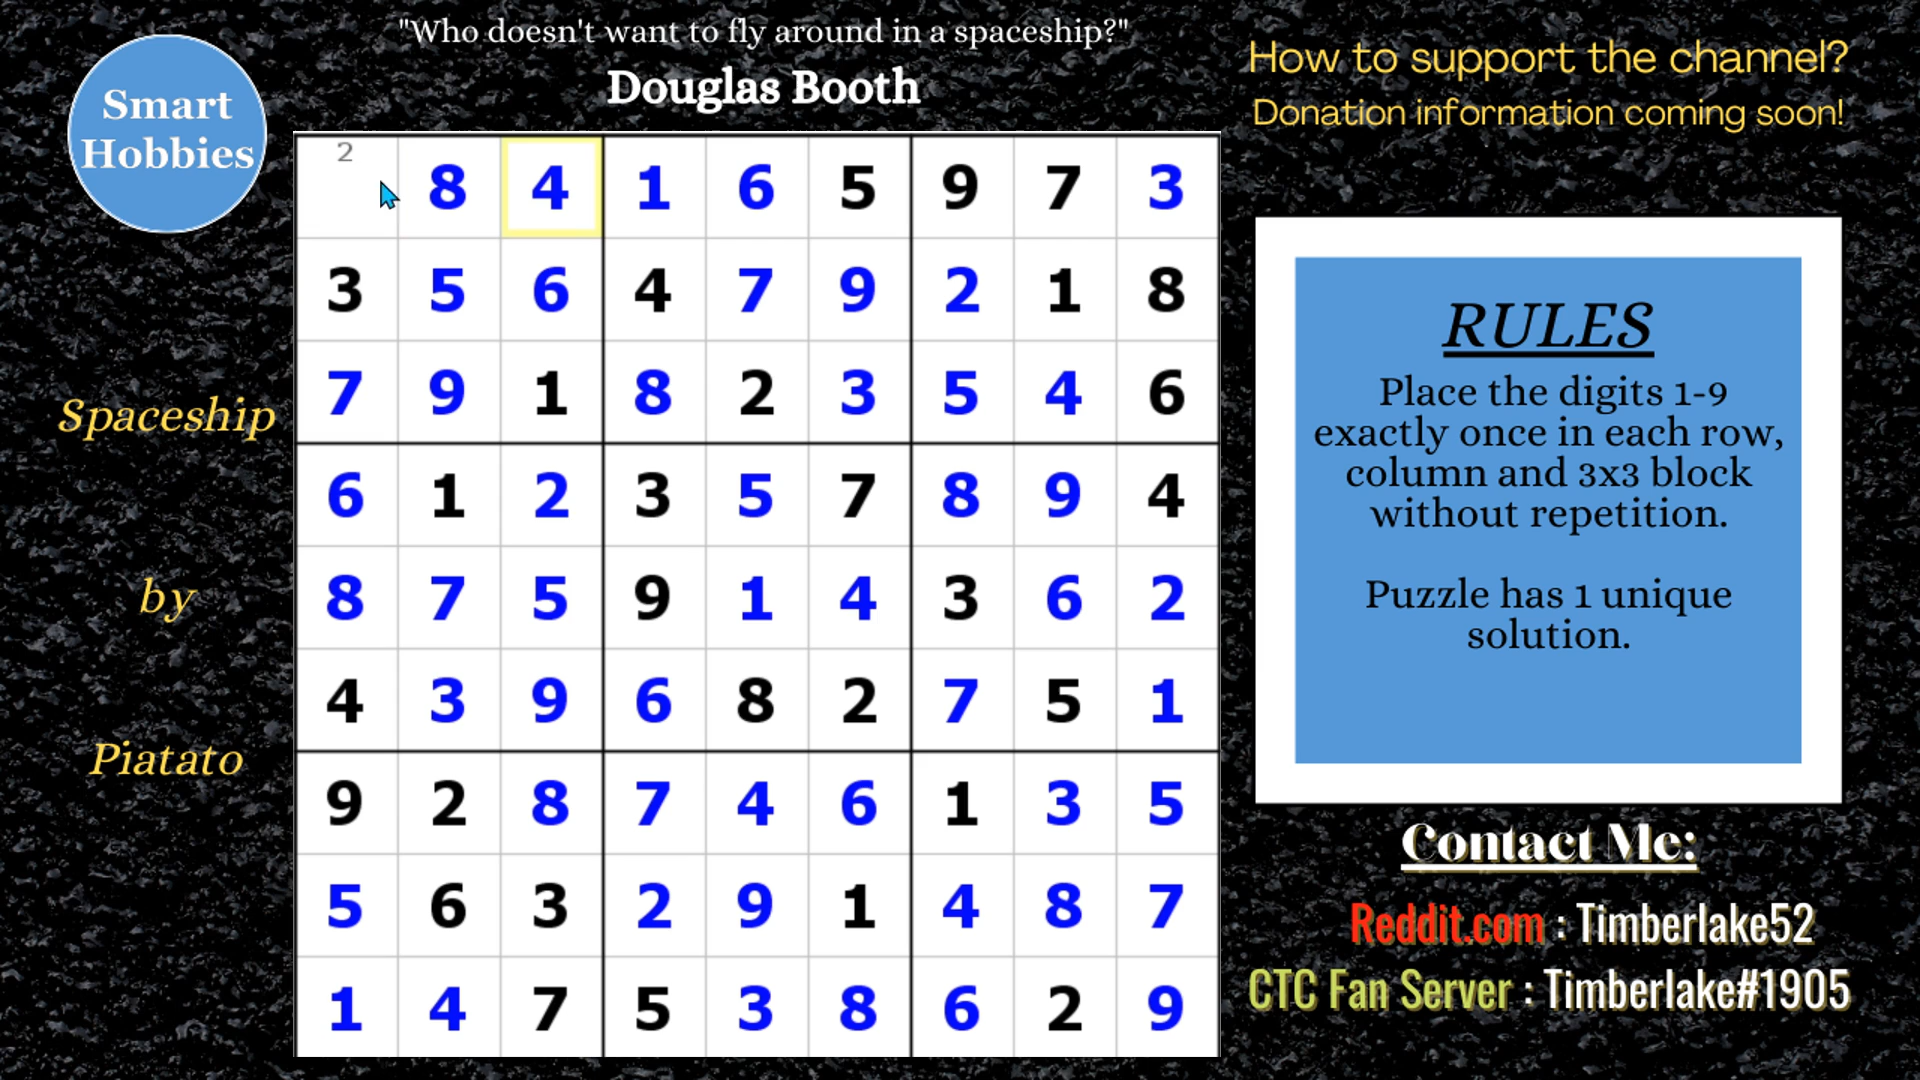 "Who doesn't want to fly around in a spaceship?"
Douglas Booth
Smart
Hobbies
Spaceship
by
Piatato
2
8 4 1 6 5 9 7 3
3 5 6 4 7 9 2 1 8
7 9 1 8 2 3 5 4 6
6 1 2 3 5 7 8 9 4
8 7 5 9 1 4 3 6 2
4 3 9 6 8 2 7 5 1
9 2 8 7 4 6 1 3 5
5 6 3 2 9 1 4 8 7
1 4 7 5 3 8 6 2 9
How to support the channel?
Donation information coming soon!
RULES
Place the digits 1-9
exactly once in each row,
column and 3x3 block
without repetition.
Puzzle has 1 unique
solution.
Contact Me:
Reddit.com : Timberlake52
CTC Fan Server : Timberlake#1905